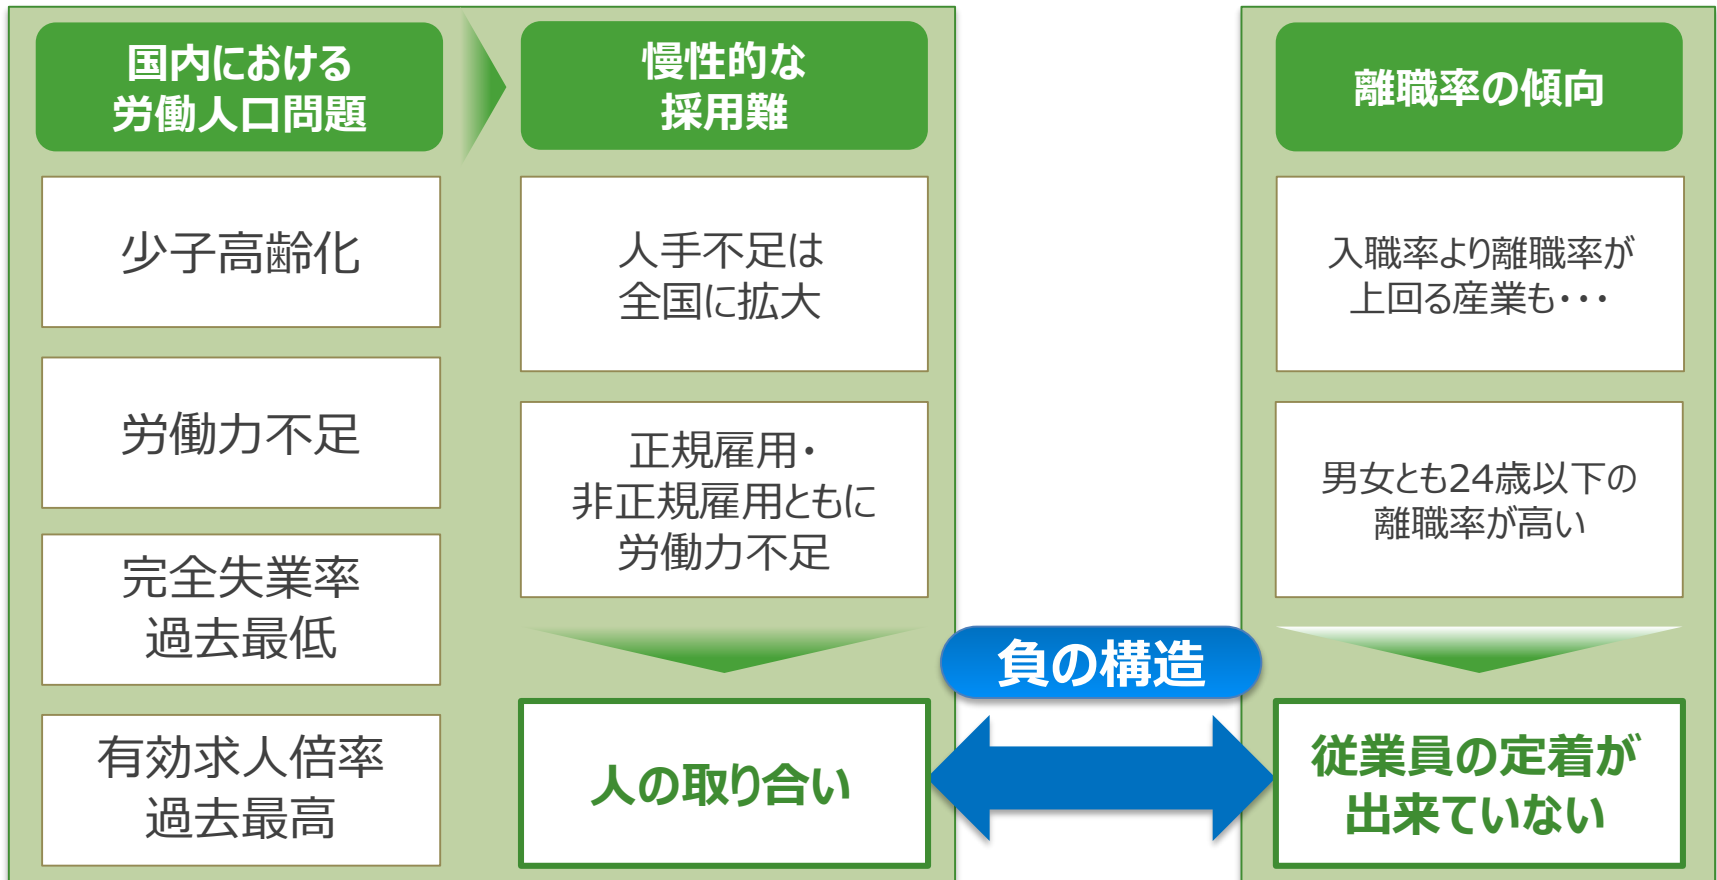 国内における
労働人口問題
少子高齢化
労働力不足
完全失業率
過去最低
有効求人倍率
過去最高
慢性的な
採用難
人手不足は
全国に拡大
正規雇用・
非正規雇用ともに
労働力不足
人の取り合い
負の構造
離職率の傾向
入職率より離職率が
上回る産業も・・・
男女とも24歳以下の
離職率が高い
従業員の定着が
出来ていない